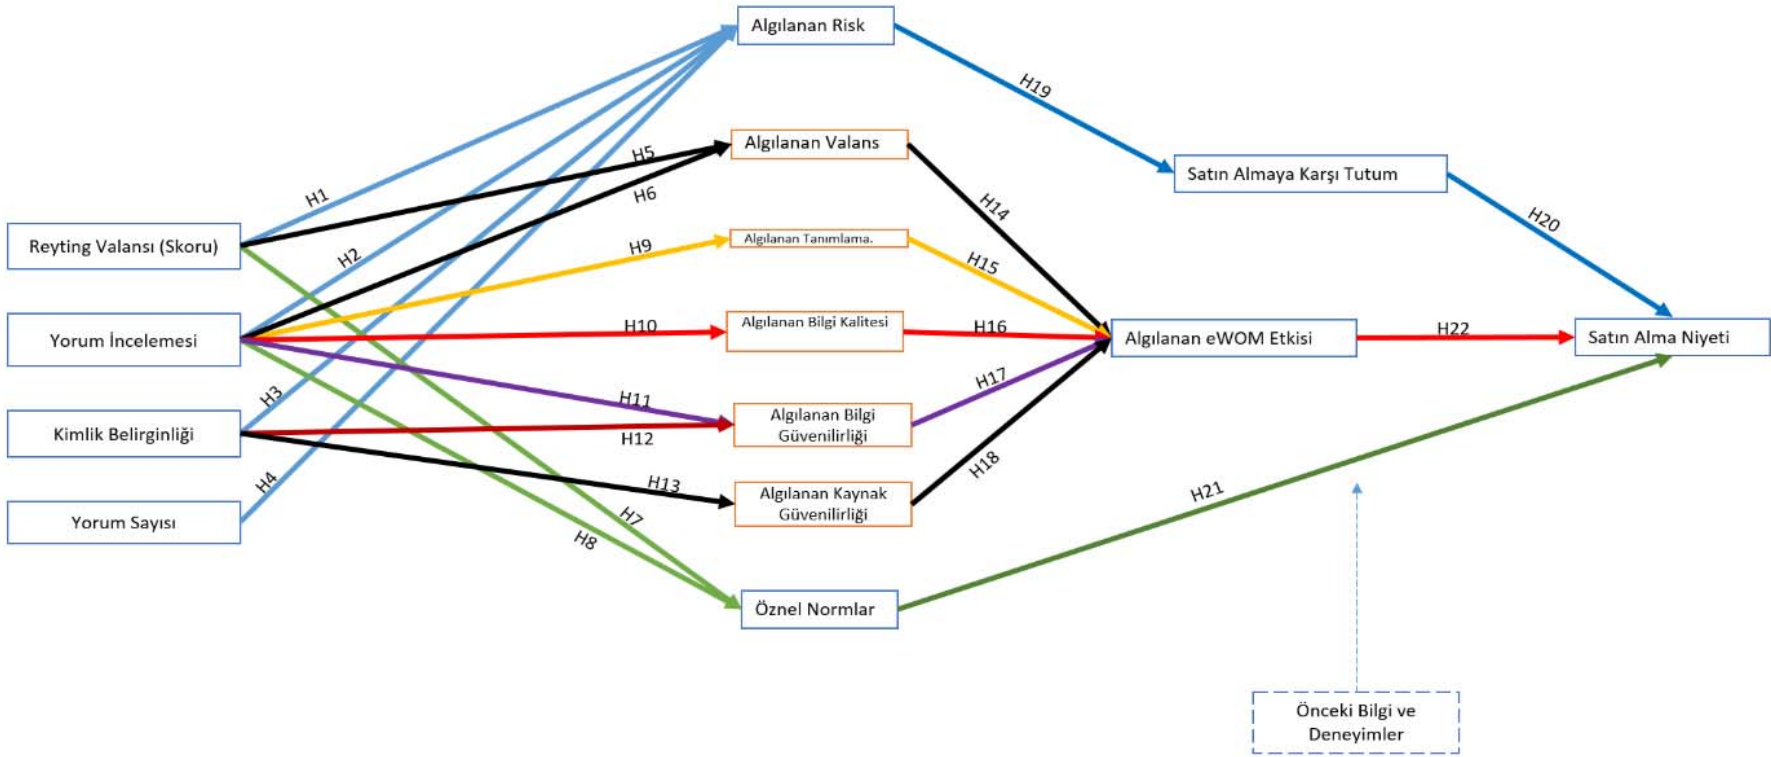 Algılanan Risk
H19
Algılanan Valans
H5
H6
H1
H14
Satın Almaya Karşı Tutum
H20
Reyting Valansı (Skoru)
H2
H9
Algılanan Tanımlama.
H15
Yorum İncelemesi
H10
Algılanan Bilgi Kalitesi
H16
Algılanan eWOM Etkisi
H22
Satın Alma Niyeti
H3
H11
H17
Kimlik Belirginliği
H12
Algılanan Bilgi
Güvenilirliği
H4
H13
H18
H21
Yorum Sayısı
Algılanan Kaynak
Güvenilirliği
H7
H8
Öznel Normlar
Önceki Bilgi ve
Deneyimler